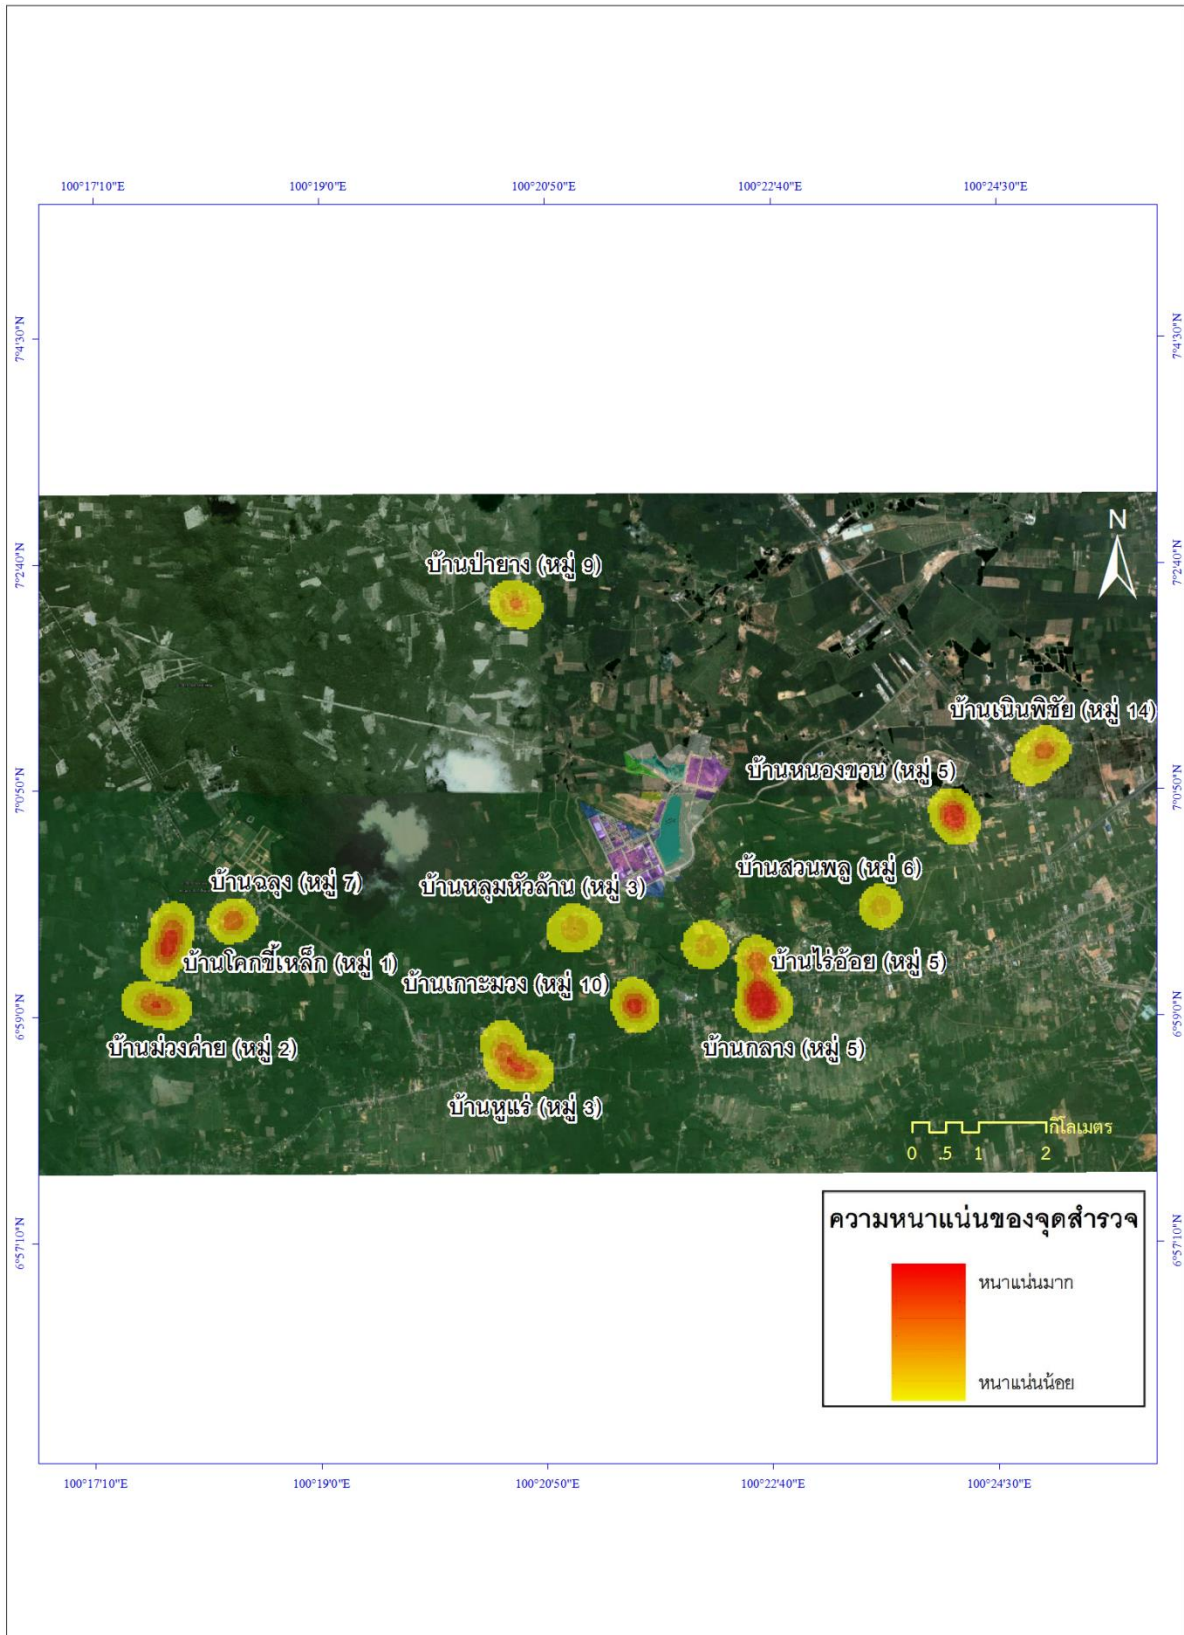 100°17'10"E 100°19'0"E 100°20'50"E 100°22'40"E 100°24'30"E
7°4'30"N 7°4'30"N
N
7°2'40"N บ้านป่ายาง (หมู่ 9) 7°2'40"N
บ้านเนินพิชัย (หมู่ 14)
7°0'50"N บ้านหนองขวน (หมู่ 5) 7°0'50"N
บ้านสวนพลู (หมู่ 6)
บ้านฉลุง (หมู่ 7) บ้านหลุมหัวล้าน (หมู่ 3)
บ้านโคกขี้เหล็ก (หมู่ 1) บ้านไร่อ้อย (หมู่ 5)
บ้านเกาะมวง (หมู่ 10)
6°59'0"N 6°59'0"N
บ้านม่วงค่าย (หมู่ 2) บ้านกลาง (หมู่ 5)
บ้านหูแร่ (หมู่ 3)
กิโลเมตร
0 .5 1 2
ความหนาแน่นของจุดสำรวจ
6°57'10"N 6°57'10"N
หนาแน่นมาก
หนาแน่นน้อย
100°17'10"E 100°19'0"E 100°20'50"E 100°22'40"E 100°24'30"E